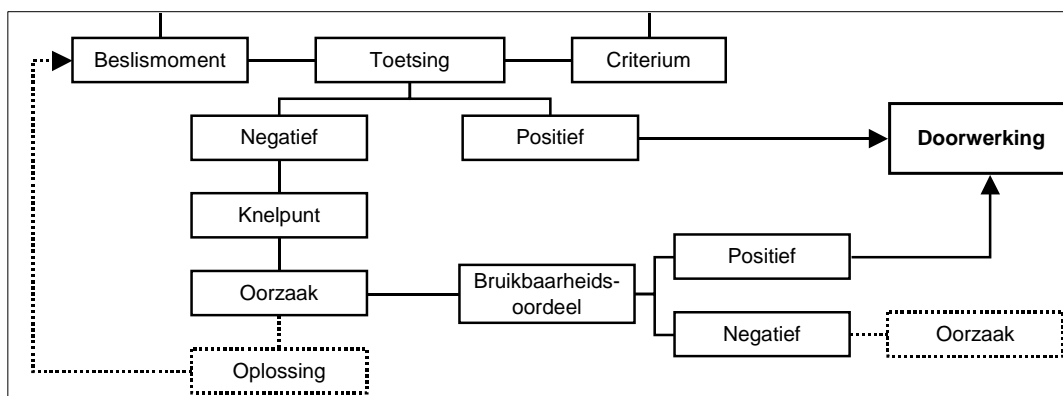 Beslismoment
Toetsing
Criterium
Negatief
Positief
Doorwerking
Knelpunt
Positief
Oorzaak
Bruikbaarheids-
oordeel
Negatief
Oorzaak
Oplossing